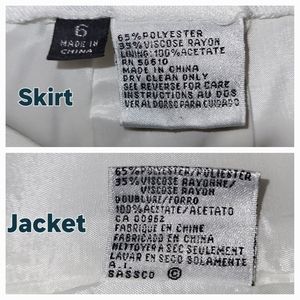 6
MADE IN
CHINA
65% POLYESTER
35% VISCOSE RAYON
LINING: 100% ACETATE
RN 50610
MADE IN CHINA
DRY CLEAN ONLY
SEE REVERSE FOR CARE
INSTRUCTIONS AU DOS
VER AL DORSO PARA CUIDADO
Skirt
65% POLYESTER/POLIESTER
35% VISCOSE RAYONNE/
VISCOSE RAYON
DOUBLURE/FORRO
100% ACETATE/ACETATO
CA 00962
FABRIQUE EN CHINE
FABRICADO EN CHINA
NETTOYER A SEC SEULEMENT
LAVAR EN SECO SOLAMENTE
A.I.
SASSCO ©
Jacket